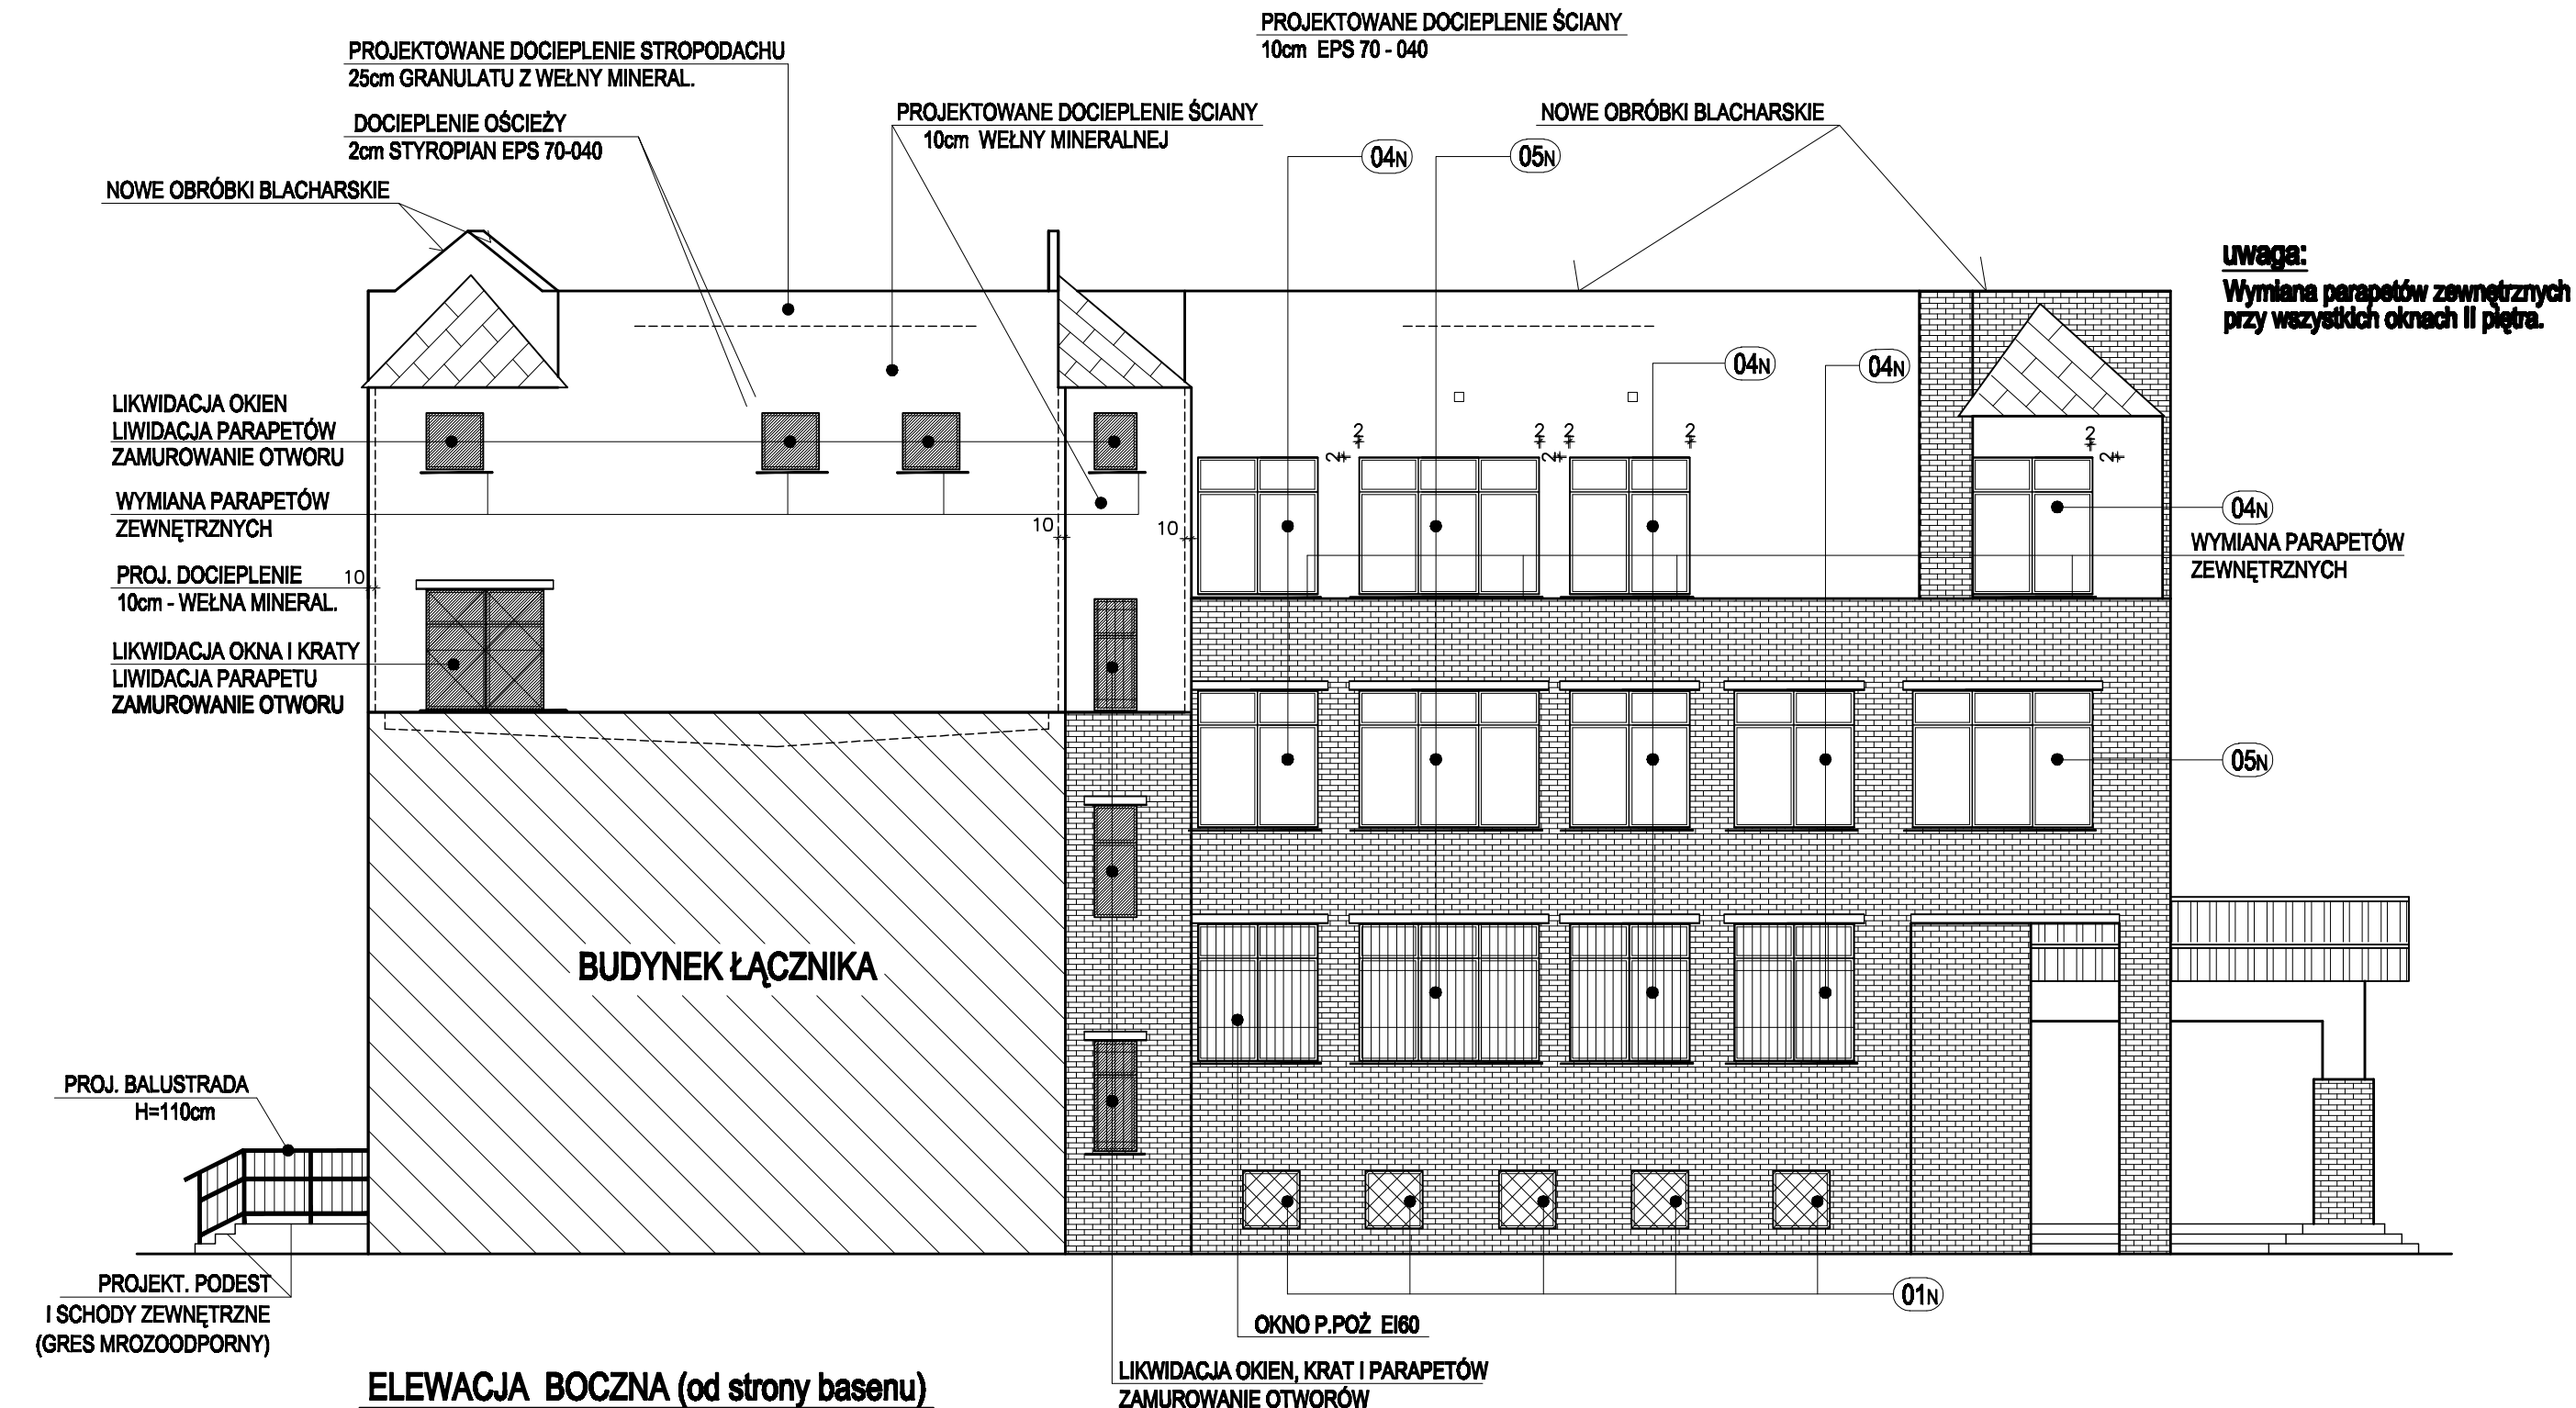 PROJEKTOWANE DOCIEPLENIE ŚCIANY
10cm EPS 70 - 040
PROJEKTOWANE DOCIEPLENIE STROPODACHU
25cm GRANULATU Z WEŁNY MINERAL.
DOCIEPLENIE OŚCIEŻY
2cm STYROPIAN EPS 70-040
PROJEKTOWANE DOCIEPLENIE ŚCIANY
10cm WEŁNY MINERALNEJ
NOWE OBRÓBKI BLACHARSKIE
04N
05N
NOWE OBRÓBKI BLACHARSKIE
uwaga:
Wymiana parapetów zewnętrznych
przy wszystkich oknach II piętra.
04N
04N
LIKWIDACJA OKIEN
LIWIDACJA PARAPETÓW
ZAMUROWANIE OTWORU
2
2
2
2
2
2
2
2
WYMIANA PARAPETÓW
ZEWNĘTRZNYCH
10
10
04N
WYMIANA PARAPETÓW
ZEWNĘTRZNYCH
PROJ. DOCIEPLENIE
10cm - WEŁNA MINERAL.
10
LIKWIDACJA OKNA I KRATY
LIWIDACJA PARAPETU
ZAMUROWANIE OTWORU
05N
BUDYNEK ŁĄCZNIKA
PROJ. BALUSTRADA
H=110cm
PROJEKT. PODEST
I SCHODY ZEWNĘTRZNE
(GRES MROZOODPORNY)
01N
OKNO P.POŻ EI60
LIKWIDACJA OKIEN, KRAT I PARAPETÓW
ZAMUROWANIE OTWORÓW
ELEWACJA BOCZNA (od strony basenu)